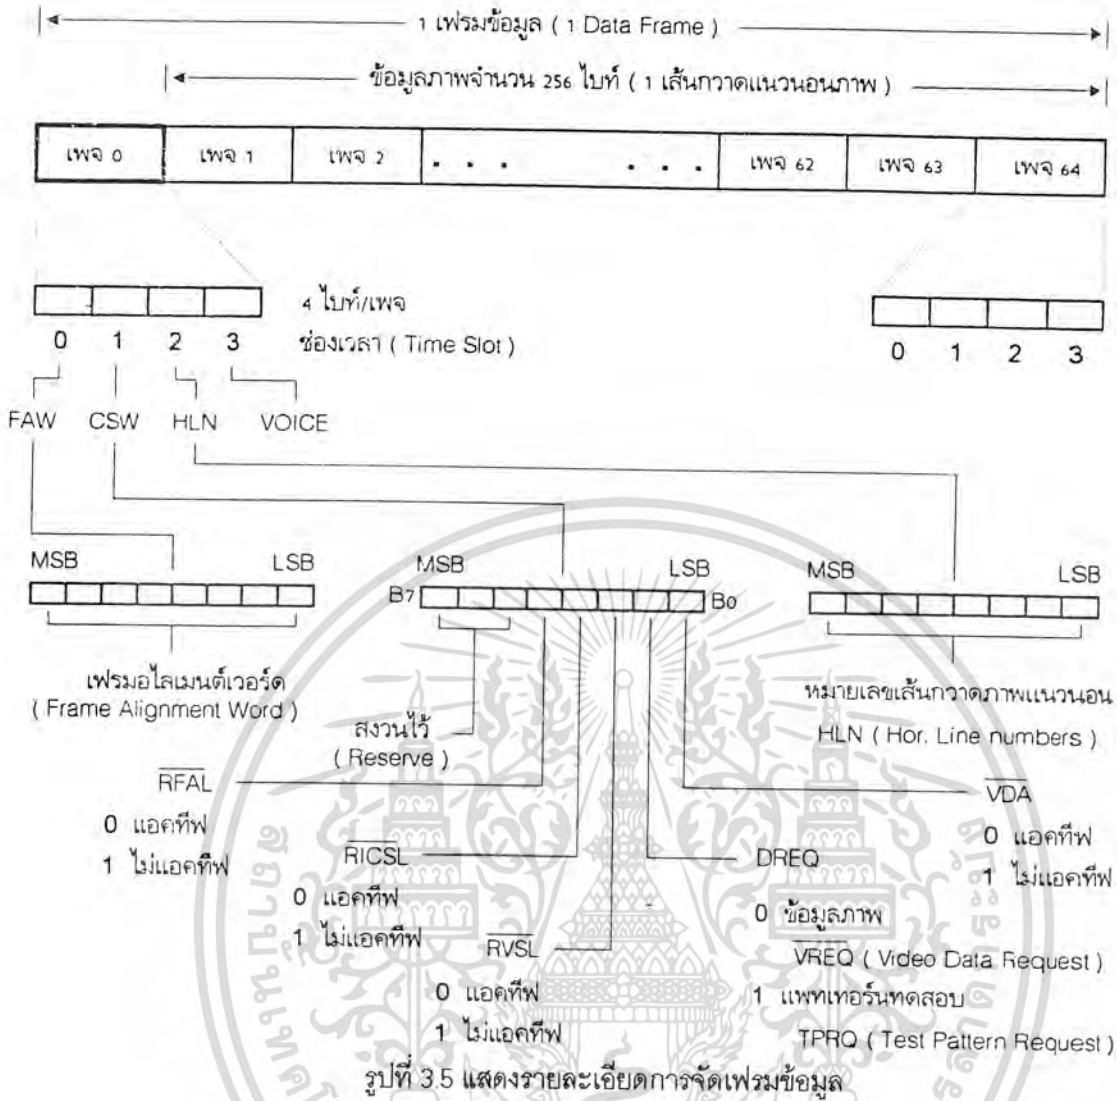 1 เฟรมข้อมูล ( 1 Data Frame )
ข้อมูลภาพจำนวน 256 ไบท์ ( 1 เส้นกวาดแนวนอนภาพ )
เพจ 0 เพจ 1 เพจ 2 . . . . . . เพจ 62 เพจ 63 เพจ 64
4 ไบท์/เพจ
0 1 2 3 ช่องเวลา ( Time Slot ) 0 1 2 3
FAW CSW HLN VOICE
MSB LSB MSB LSB MSB LSB
B7 B0
เฟรมอไลเมนต์เวอร์ด
( Frame Alignment Word )
สงวนไว้
( Reserve )
หมายเลขเส้นกวาดภาพแนวนอน
HLN ( Hor. Line numbers )
RFAL
0 แอคทีฟ
1 ไม่แอคทีฟ
RICSL
0 แอคทีฟ
1 ไม่แอคทีฟ
RVSL
0 แอคทีฟ
1 ไม่แอคทีฟ
DREQ
0 ข้อมูลภาพ
VREQ ( Video Data Request )
1 แพทเทอร์นทดสอบ
TPRQ ( Test Pattern Request )
VDA
0 แอคทีฟ
1 ไม่แอคทีฟ
รูปที่ 3.5 แสดงรายละเอียดการจัดเฟรมข้อมูล